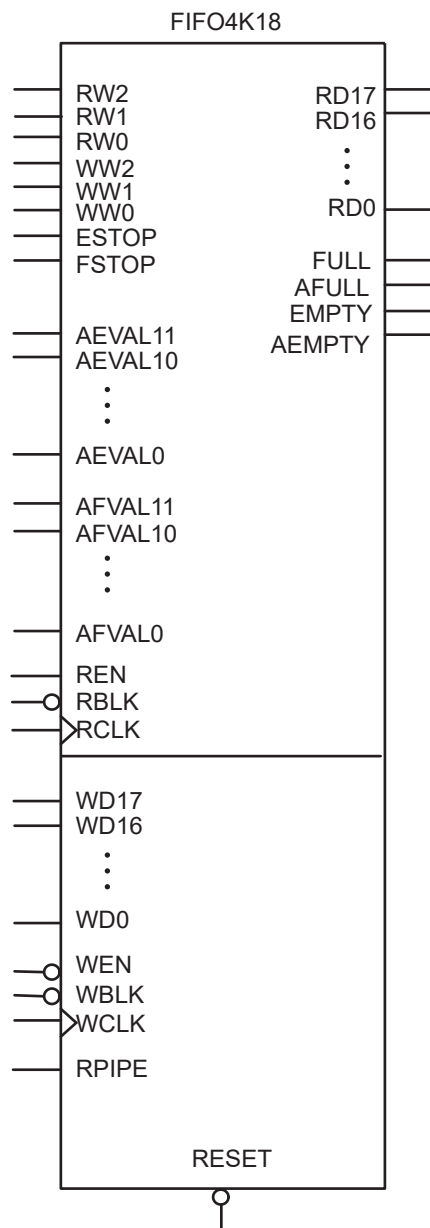 FIFO4K18
RW2
RW1
RW0
WW2
WW1
WW0
ESTOP
FSTOP
AEVAL11
AEVAL10
AEVAL0
AFVAL11
AFVAL10
AFVAL0
REN
RBLK
RCLK
WD17
WD16
WD0
WEN
WBLK
WCLK
RPIPE
RD17
RD16
RD0
FULL
AFULL
EMPTY
AEMPTY
RESET